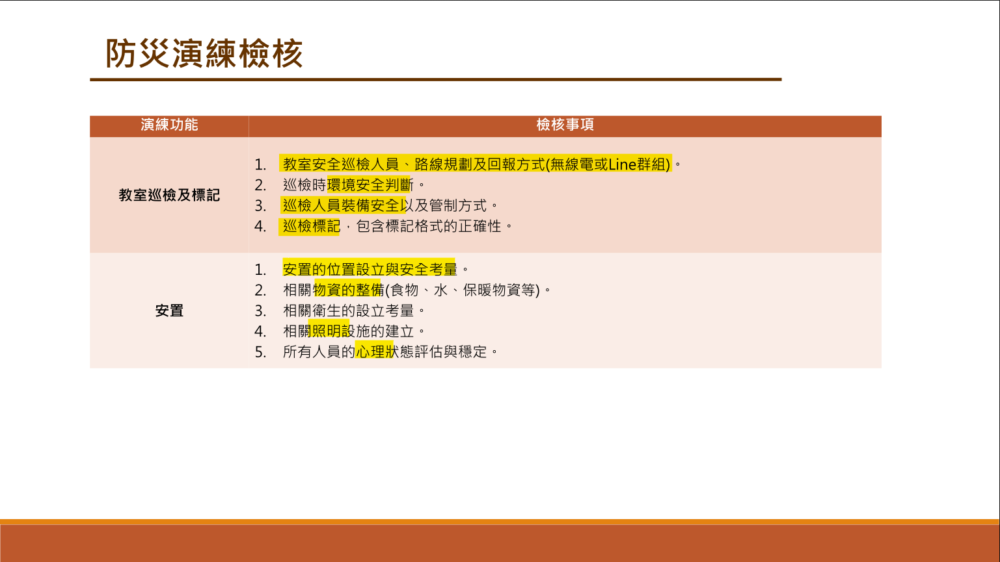 防災演練檢核
演練功能 檢核事項
教室巡檢及標記
1. 教室安全巡檢人員、路線規劃及回報方式(無線電或Line群組)。
2. 巡檢時環境安全判斷。
3. 巡檢人員裝備安全以及管制方式。
4. 巡檢標記，包含標記格式的正確性。
安置
1. 安置的位置設立與安全考量。
2. 相關物資的整備(食物、水、保暖物資等)。
3. 相關衛生的設立考量。
4. 相關照明設施的建立。
5. 所有人員的心理狀態評估與穩定。